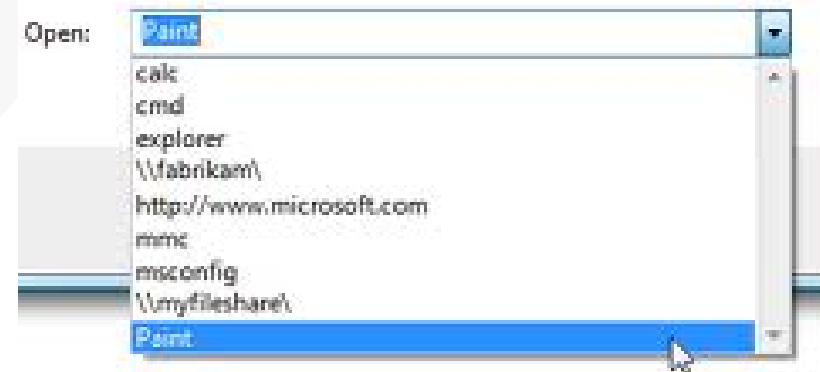 Open: Paint
calc
cmd
explorer
\\fabrikam\
http://www.microsoft.com
mmc
msconfig
\\myfileshare\
Paint